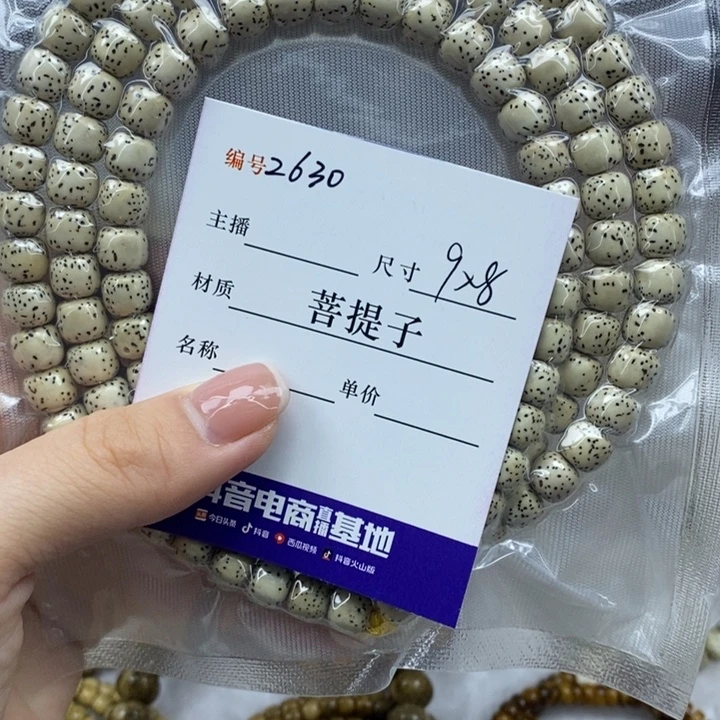 编号2630
主播
尺寸 9x8
材质 菩提子
名称
单价
抖音电商直播基地
今日头条 抖音 西瓜视频 抖音火山版